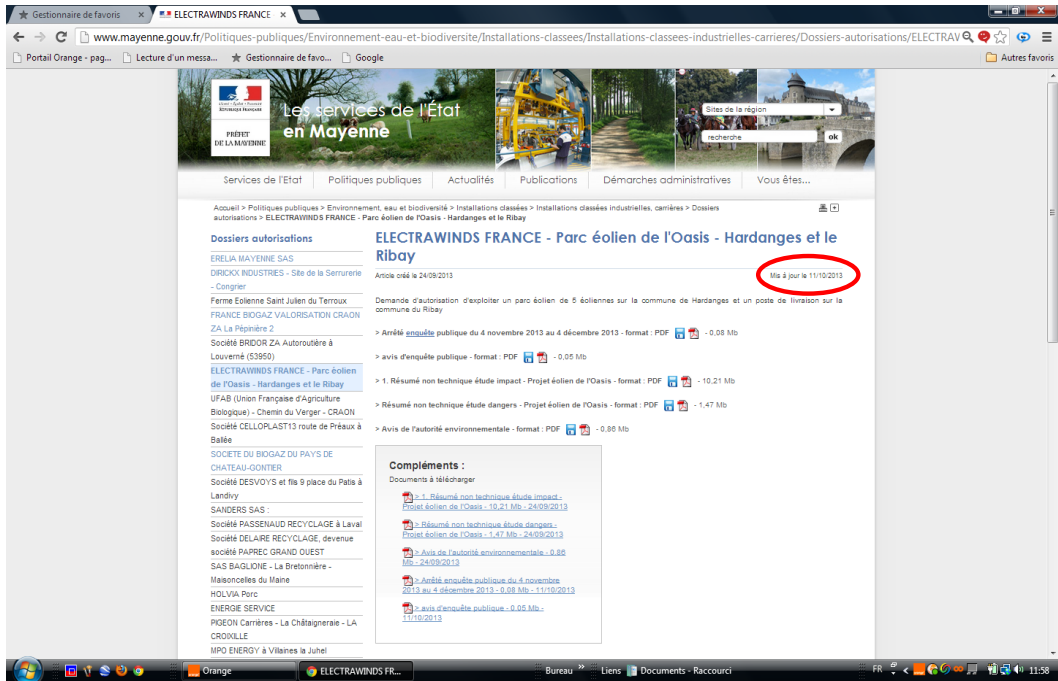 Gestionnaire de favoris
ELECTRAWINDS FRANCE
www.mayenne.gouv.fr/Politiques-publiques/Environnement-eau-et-biodiversite/Installations-classees/Installations-classees-industrielles-carrieres/Dossiers-autorisations/ELECTRAV
Portail Orange - pag...
Lecture d'un messa...
Gestionnaire de favo...
Google
Autres favoris
PRÉFET
DE LA MAYENNE
Les services de l'État
en Mayenne
Sites de la région
recherche
ok
Services de l'Etat
Politiques publiques
Actualités
Publications
Démarches administratives
Vous êtes...
Accueil > Politiques publiques > Environnement, eau et biodiversité > Installations classées > Installations classées industrielles, carrières > Dossiers
autorisations > ELECTRAWINDS FRANCE - Parc éolien de l'Oasis - Hardanges et le Ribay
Dossiers autorisations
ERELIA MAYENNE SAS
DIRICKX INDUSTRIES - Site de la Serrurerie
- Congrier
Ferme Eolienne Saint Julien du Terroux
FRANCE BIOGAZ VALORISATION CRAON
ZA La Pépinière 2
Société BRIDOR ZA Autoroutière à
Louverné (53950)
ELECTRAWINDS FRANCE - Parc éolien
de l'Oasis - Hardanges et le Ribay
UFAB (Union Française d'Agriculture
Biologique) - Chemin du Verger - CRAON
Société CELLOPLAST13 route de Préaux à
Ballée
SOCIETE DU BIOGAZ DU PAYS DE
CHATEAU-GONTIER
Société DESVOYS et fils 9 place du Patis à
Landivy
SANDERS SAS :
Société PASSENAUD RECYCLAGE à Laval
Société DELAIRE RECYCLAGE, devenue
société PAPREC GRAND OUEST
SAS BAGLIONE - La Bretonnière -
Maisoncelles du Maine
HOLVIA Porc
ENERGIE SERVICE
PIGEON Carrières - La Châtaigneraie - LA
CROIXILLE
MPO ENERGY à Villaines la Juhel
ELECTRAWINDS FRANCE - Parc éolien de l'Oasis - Hardanges et le
Ribay
Article créé le 24/09/2013
Mis à jour le 11/10/2013
Demande d'autorisation d'exploiter un parc éolien de 5 éoliennes sur la commune de Hardanges et un poste de livraison sur la
commune du Ribay
> Arrêté enquête publique du 4 novembre 2013 au 4 décembre 2013 - format : PDF - 0,08 Mb
> avis d'enquête publique - format : PDF - 0,05 Mb
> 1. Résumé non technique étude impact - Projet éolien de l'Oasis - format : PDF - 10,21 Mb
> Résumé non technique étude dangers - Projet éolien de l'Oasis - format : PDF - 1,47 Mb
> Avis de l'autorité environnementale - format : PDF - 0,86 Mb
Compléments :
Documents à télécharger
> 1. Résumé non technique étude impact -
Projet éolien de l'Oasis - 10,21 Mb - 24/09/2013
> Résumé non technique étude dangers -
Projet éolien de l'Oasis - 1,47 Mb - 24/09/2013
> Avis de l'autorité environnementale - 0,86
Mb - 24/09/2013
> Arrêté enquête publique du 4 novembre
2013 au 4 décembre 2013 - 0,08 Mb - 11/10/2013
> avis d'enquête publique - 0,05 Mb -
11/10/2013
Orange
ELECTRAWINDS FR...
Bureau
Liens
Documents - Raccourci
FR
11:58